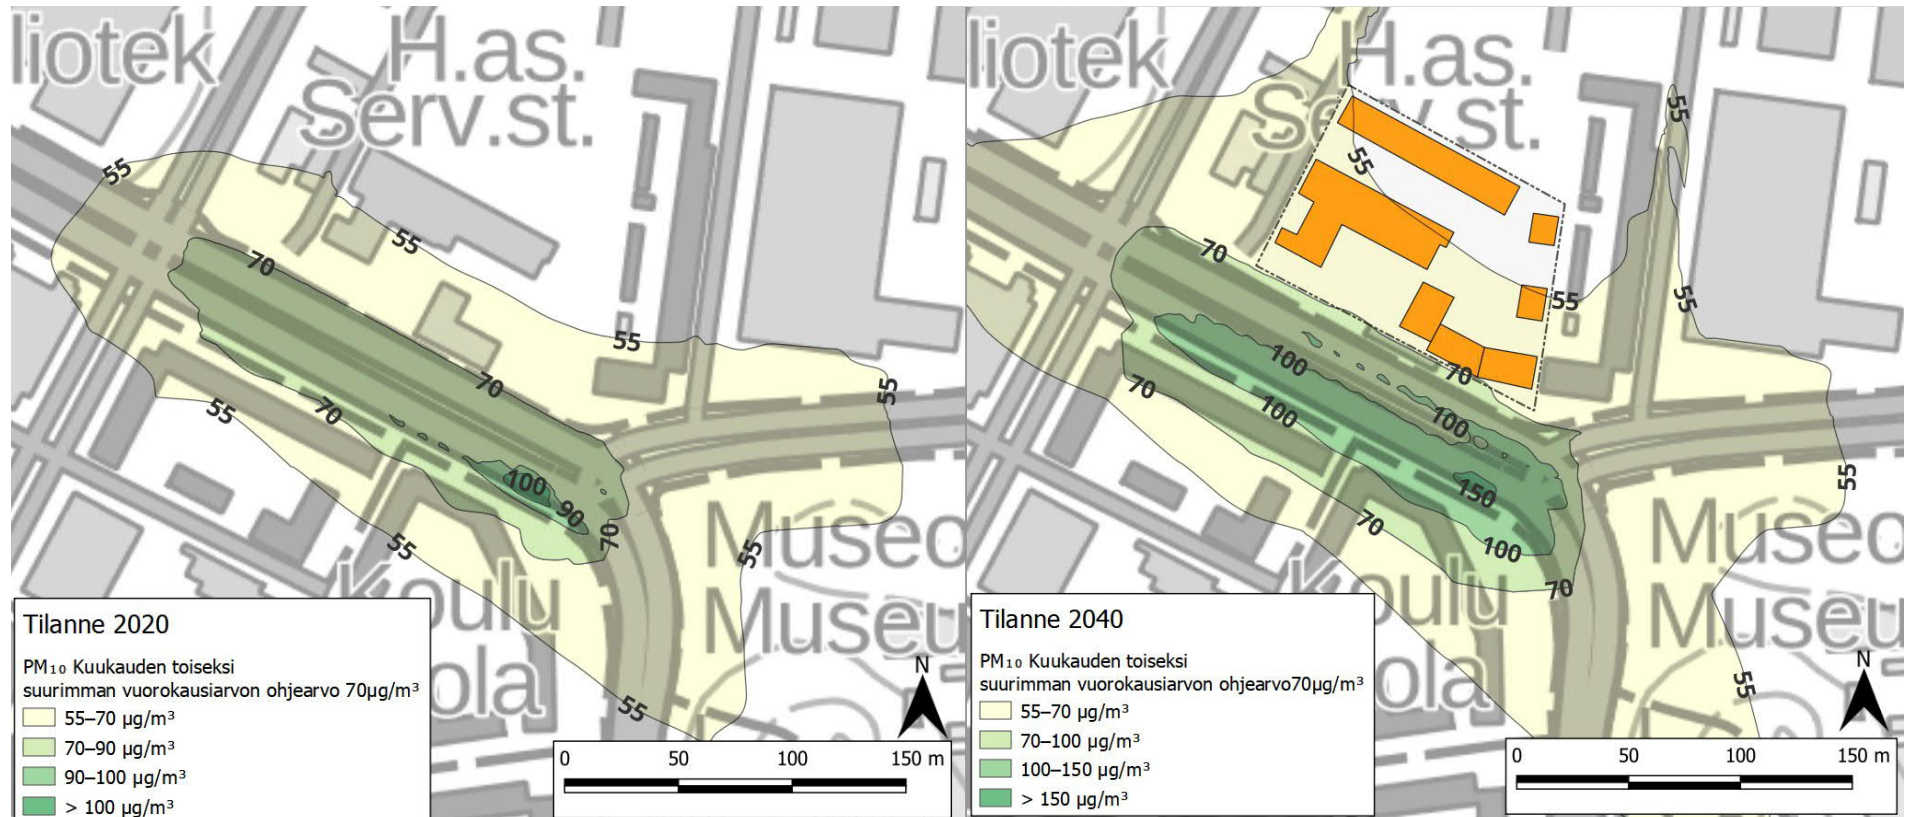 liotek
H.as.
Serv.st.
55
55
70
55
70
55
70
55
100
90
70
55
55
55
Museo
Museu
Koulu
ola
Tilanne 2020
PM₁₀ Kuukauden toiseksi
suurimman vuorokausiarvon ohjearvo 70µg/m³
55–70 µg/m³
70–90 µg/m³
90–100 µg/m³
> 100 µg/m³
N
0 50 100 150 m
liotek
H.as.
Serv.st.
55
55
70
55
55
100
70
70
100
100
55
150
70
100
70
55
Museo
Museu
Koulu
ola
Tilanne 2040
PM₁₀ Kuukauden toiseksi
suurimman vuorokausiarvon ohjearvo70µg/m³
55–70 µg/m³
70–100 µg/m³
100–150 µg/m³
> 150 µg/m³
N
0 50 100 150 m